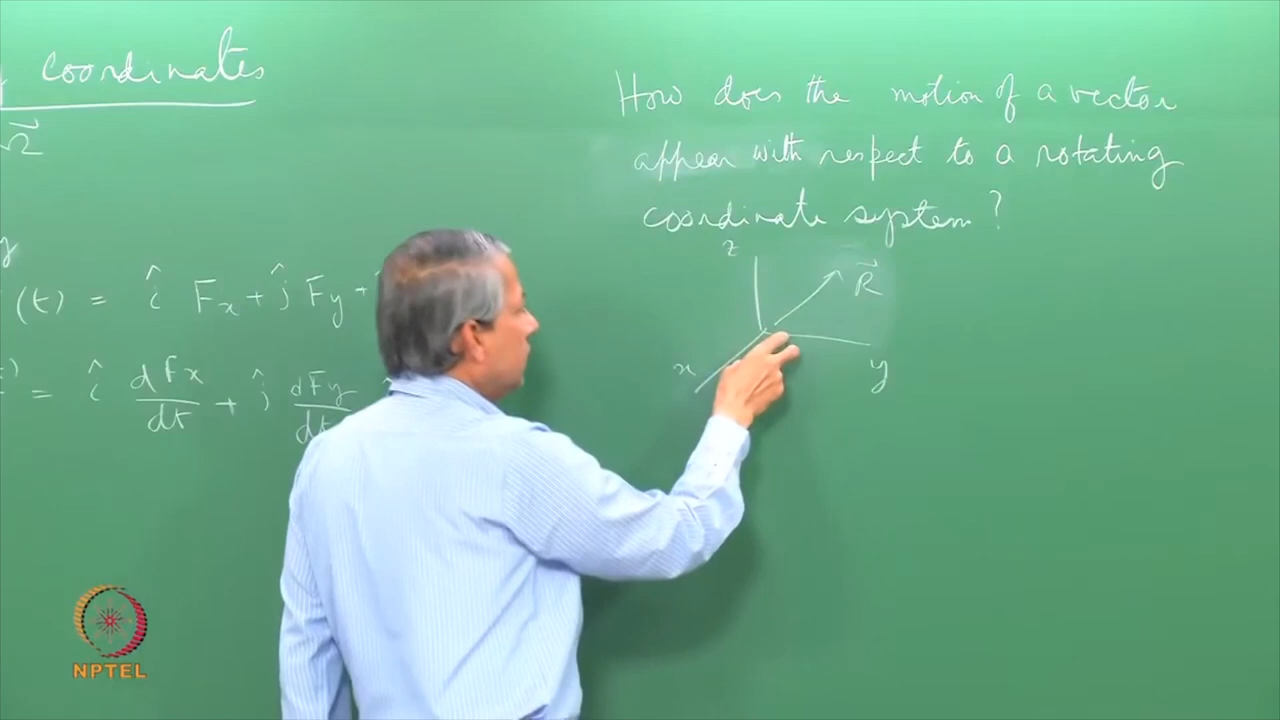 coordinates
How does the motion of a vector
appear with respect to a rotating
coordinate system?
z
R⃗
x
y
(t) = î Fx + ĵ Fy +
= î dFx/dt + ĵ dFy/dt
NPTEL